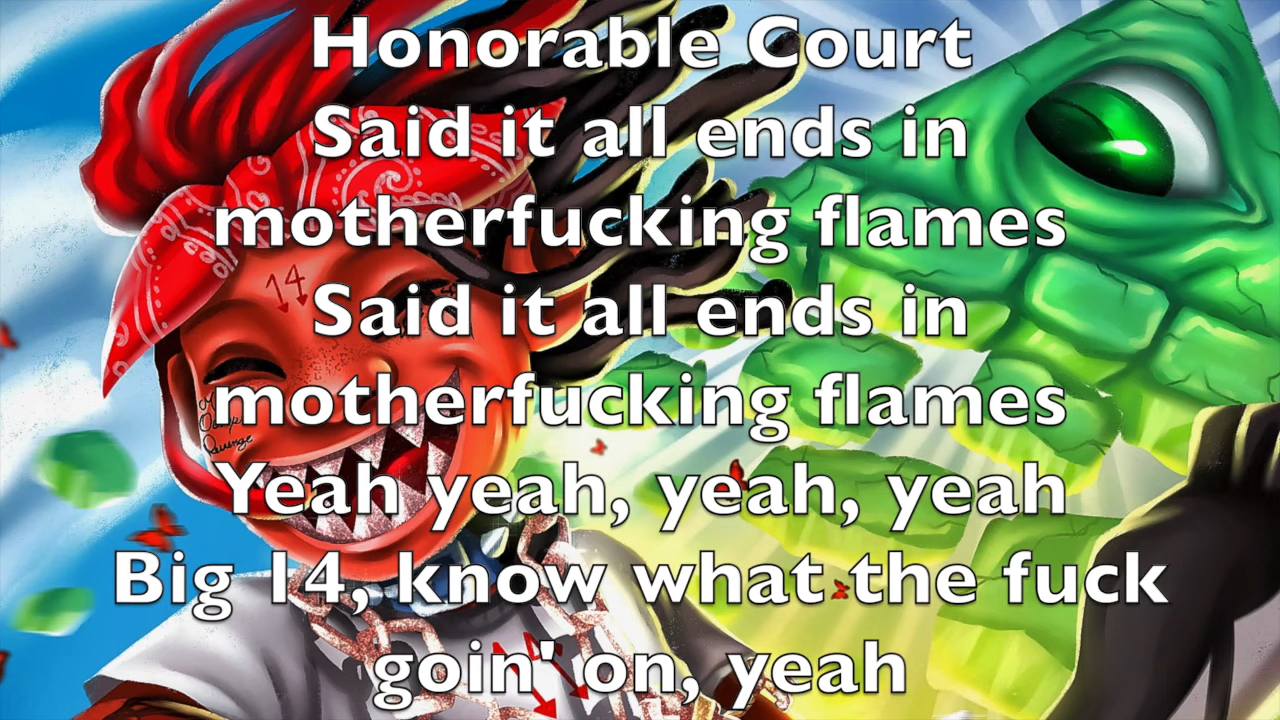 Honorable Court
Said it all ends in
motherfucking flames
Said it all ends in
motherfucking flames
Yeah yeah, yeah, yeah
Big 14, know what the fuck
goin' on, yeah
14